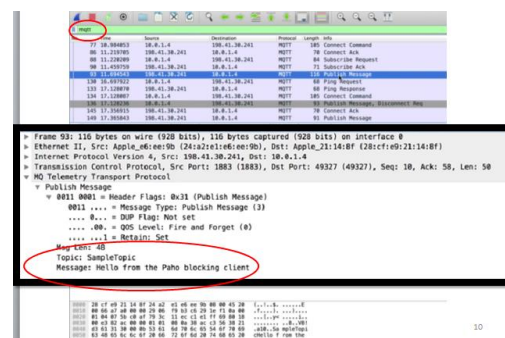 mqtt
Time Source Destination Protocol Length Info
77 10.984053 10.0.1.4 198.41.30.241 MQTT 105 Connect Command
86 11.219705 198.41.30.241 10.0.1.4 MQTT 70 Connect Ack
88 11.220209 10.0.1.4 198.41.30.241 MQTT 84 Subscribe Request
90 11.459759 198.41.30.241 10.0.1.4 MQTT 71 Subscribe Ack
93 11.694543 198.41.30.241 10.0.1.4 MQTT 116 Publish Message
130 16.697922 10.0.1.4 198.41.30.241 MQTT 68 Ping Request
133 17.120070 198.41.30.241 10.0.1.4 MQTT 68 Ping Response
134 17.120087 10.0.1.4 198.41.30.241 MQTT 105 Connect Command
136 17.120236 10.0.1.4 198.41.30.241 MQTT 93 Publish Message, Disconnect Req
145 17.356915 198.41.30.241 10.0.1.4 MQTT 70 Connect Ack
149 17.365843 198.41.30.241 10.0.1.4 MQTT 91 Publish Message
Frame 93: 116 bytes on wire (928 bits), 116 bytes captured (928 bits) on interface 0
Ethernet II, Src: Apple_e6:ee:9b (24:a2:e1:e6:ee:9b), Dst: Apple_21:14:8f (28:cf:e9:21:14:8f)
Internet Protocol Version 4, Src: 198.41.30.241, Dst: 10.0.1.4
Transmission Control Protocol, Src Port: 1883 (1883), Dst Port: 49327 (49327), Seq: 10, Ack: 58, Len: 50
MQ Telemetry Transport Protocol
Publish Message
0011 0001 = Header Flags: 0x31 (Publish Message)
0011 .... = Message Type: Publish Message (3)
.... 0... = DUP Flag: Not set
.... .00. = QOS Level: Fire and Forget (0)
.... ...1 = Retain: Set
Msg Len: 48
Topic: SampleTopic
Message: Hello from the Paho blocking client
10